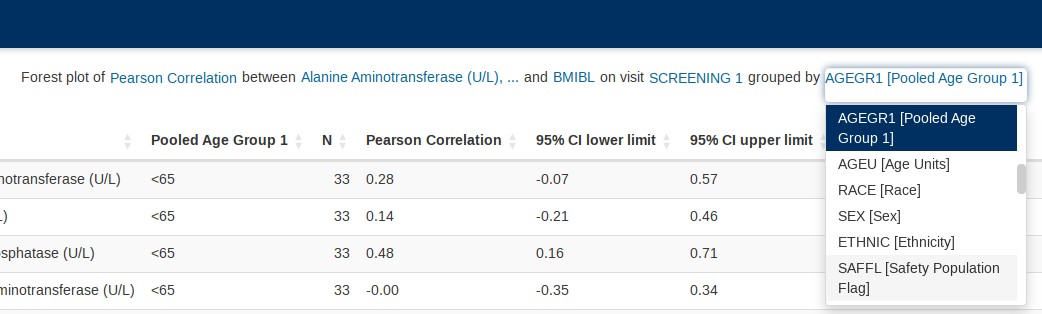 Forest plot of Pearson Correlation between Alanine Aminotransferase (U/L), ... and BMIBL on visit SCREENING 1 grouped by AGEGR1 [Pooled Age Group 1]
Pooled Age Group 1 N Pearson Correlation 95% CI lower limit 95% CI upper limit
notransferase (U/L) <65 33 0.28 -0.07 0.57
L) <65 33 0.14 -0.21 0.46
sphatase (U/L) <65 33 0.48 0.16 0.71
minotransferase (U/L) <65 33 -0.00 -0.35 0.34
AGEGR1 [Pooled Age
Group 1]
AGEU [Age Units]
RACE [Race]
SEX [Sex]
ETHNIC [Ethnicity]
SAFFL [Safety Population
Flag]